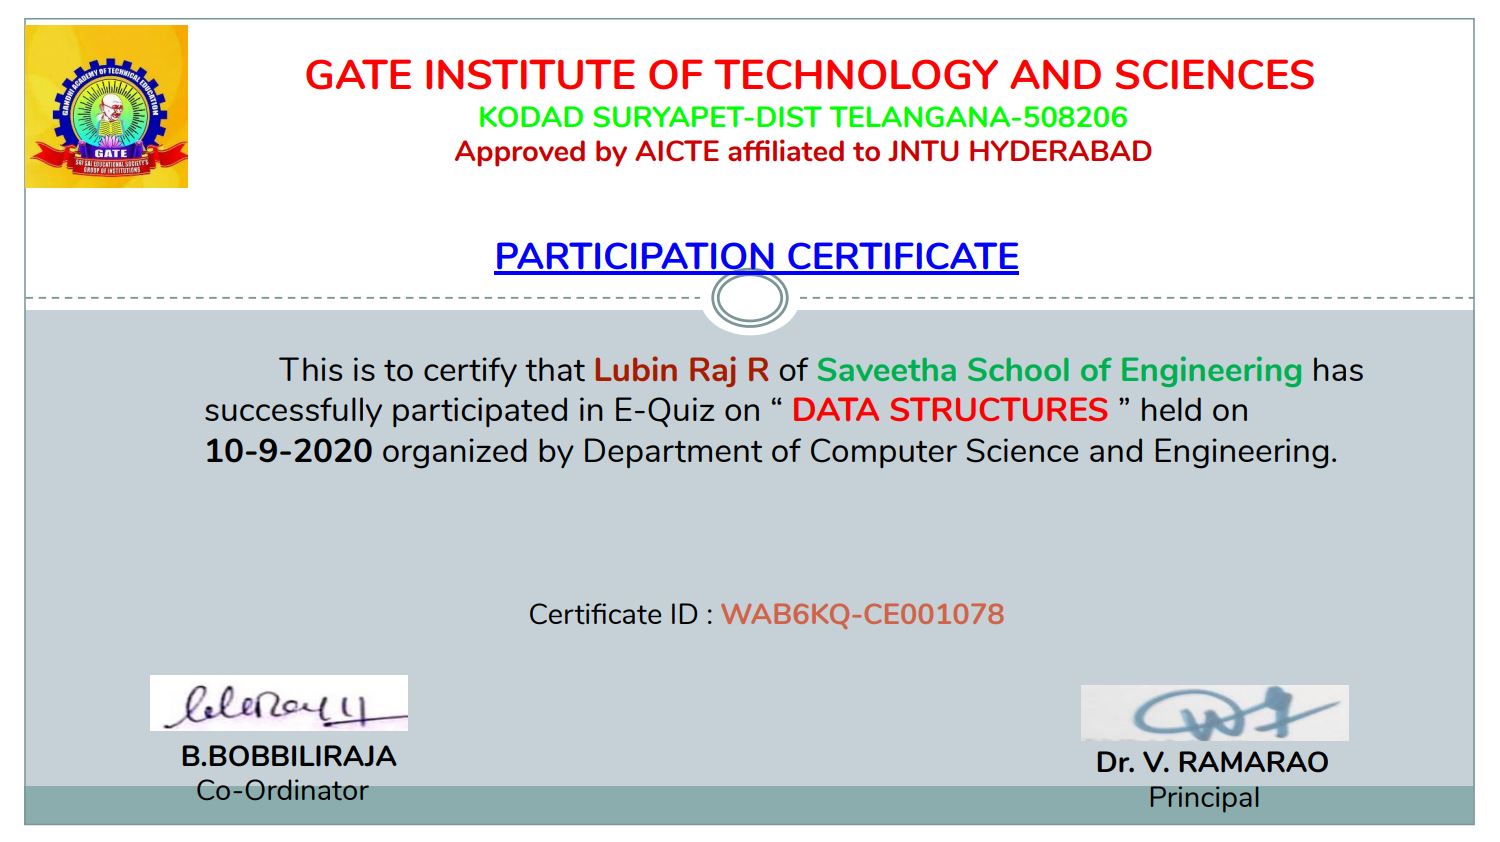 GANDHI ACADEMY OF TECHNICAL EDUCATION
GATE
SRI SAI EDUCATIONAL SOCIETY'S
GROUP OF INSTITUTIONS
GATE INSTITUTE OF TECHNOLOGY AND SCIENCES
KODAD SURYAPET-DIST TELANGANA-508206
Approved by AICTE affiliated to JNTU HYDERABAD
PARTICIPATION CERTIFICATE
This is to certify that Lubin Raj R of Saveetha School of Engineering has
successfully participated in E-Quiz on “ DATA STRUCTURES ” held on
10-9-2020 organized by Department of Computer Science and Engineering.
Certificate ID : WAB6KQ-CE001078
B.BOBBILIRAJA
Co-Ordinator
Dr. V. RAMARAO
Principal